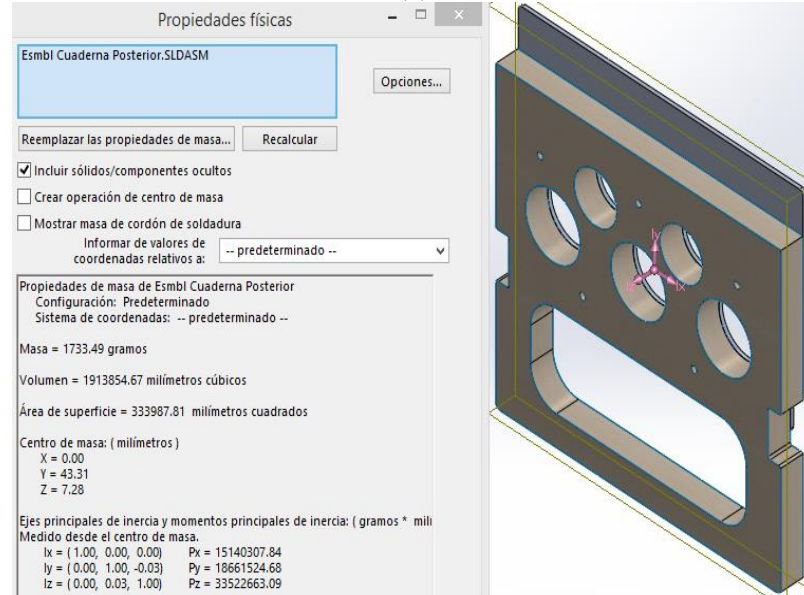 Propiedades físicas
Esmbl Cuaderna Posterior.SLDASM
Opciones...
Reemplazar las propiedades de masa...
Recalcular
Incluir sólidos/componentes ocultos
Crear operación de centro de masa
Mostrar masa de cordón de soldadura
Informar de valores de
coordenadas relativos a:
-- predeterminado --
Propiedades de masa de Esmbl Cuaderna Posterior
Configuración: Predeterminado
Sistema de coordenadas: -- predeterminado --
Masa = 1733.49 gramos
Volumen = 1913854.67 milímetros cúbicos
Área de superficie = 333987.81 milímetros cuadrados
Centro de masa: ( milímetros )
X = 0.00
Y = 43.31
Z = 7.28
Ejes principales de inercia y momentos principales de inercia: ( gramos * mili
Medido desde el centro de masa.
Ix = ( 1.00, 0.00, 0.00) Px = 15140307.84
Iy = ( 0.00, 1.00, -0.03) Py = 18661524.68
Iz = ( 0.00, 0.03, 1.00) Pz = 33522663.09
Iy
Iz
Ix